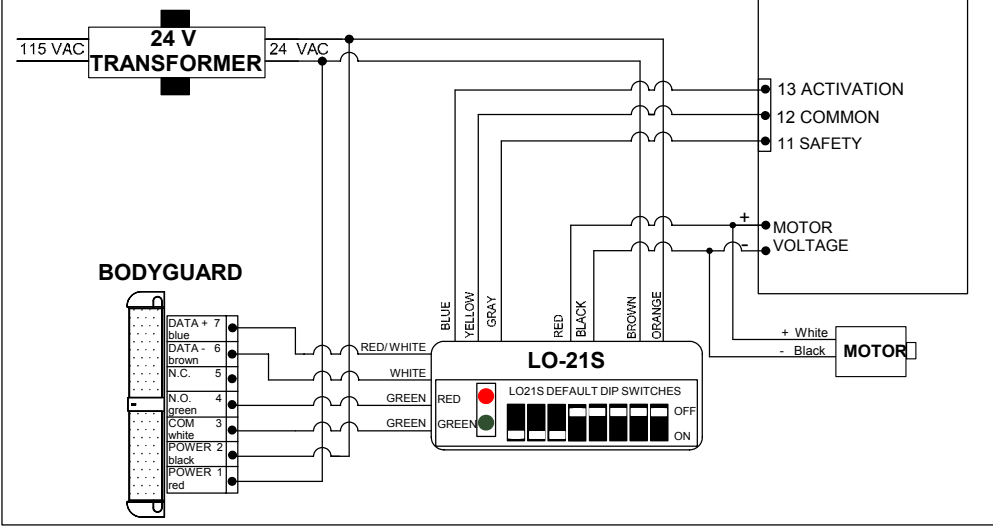 115 VAC
24 V
TRANSFORMER
24 VAC
13 ACTIVATION
12 COMMON
11 SAFETY
+
MOTOR
-
VOLTAGE
BODYGUARD
DATA + 7
blue
DATA - 6
brown
N.C. 5
N.O. 4
green
COM 3
white
POWER 2
black
POWER 1
red
RED/WHITE
WHITE
GREEN
GREEN
BLUE
YELLOW
GRAY
RED
BLACK
BROWN
ORANGE
LO-21S
LO21S DEFAULT DIP SWITCHES
RED
GREEN
OFF
ON
+ White
- Black
MOTOR